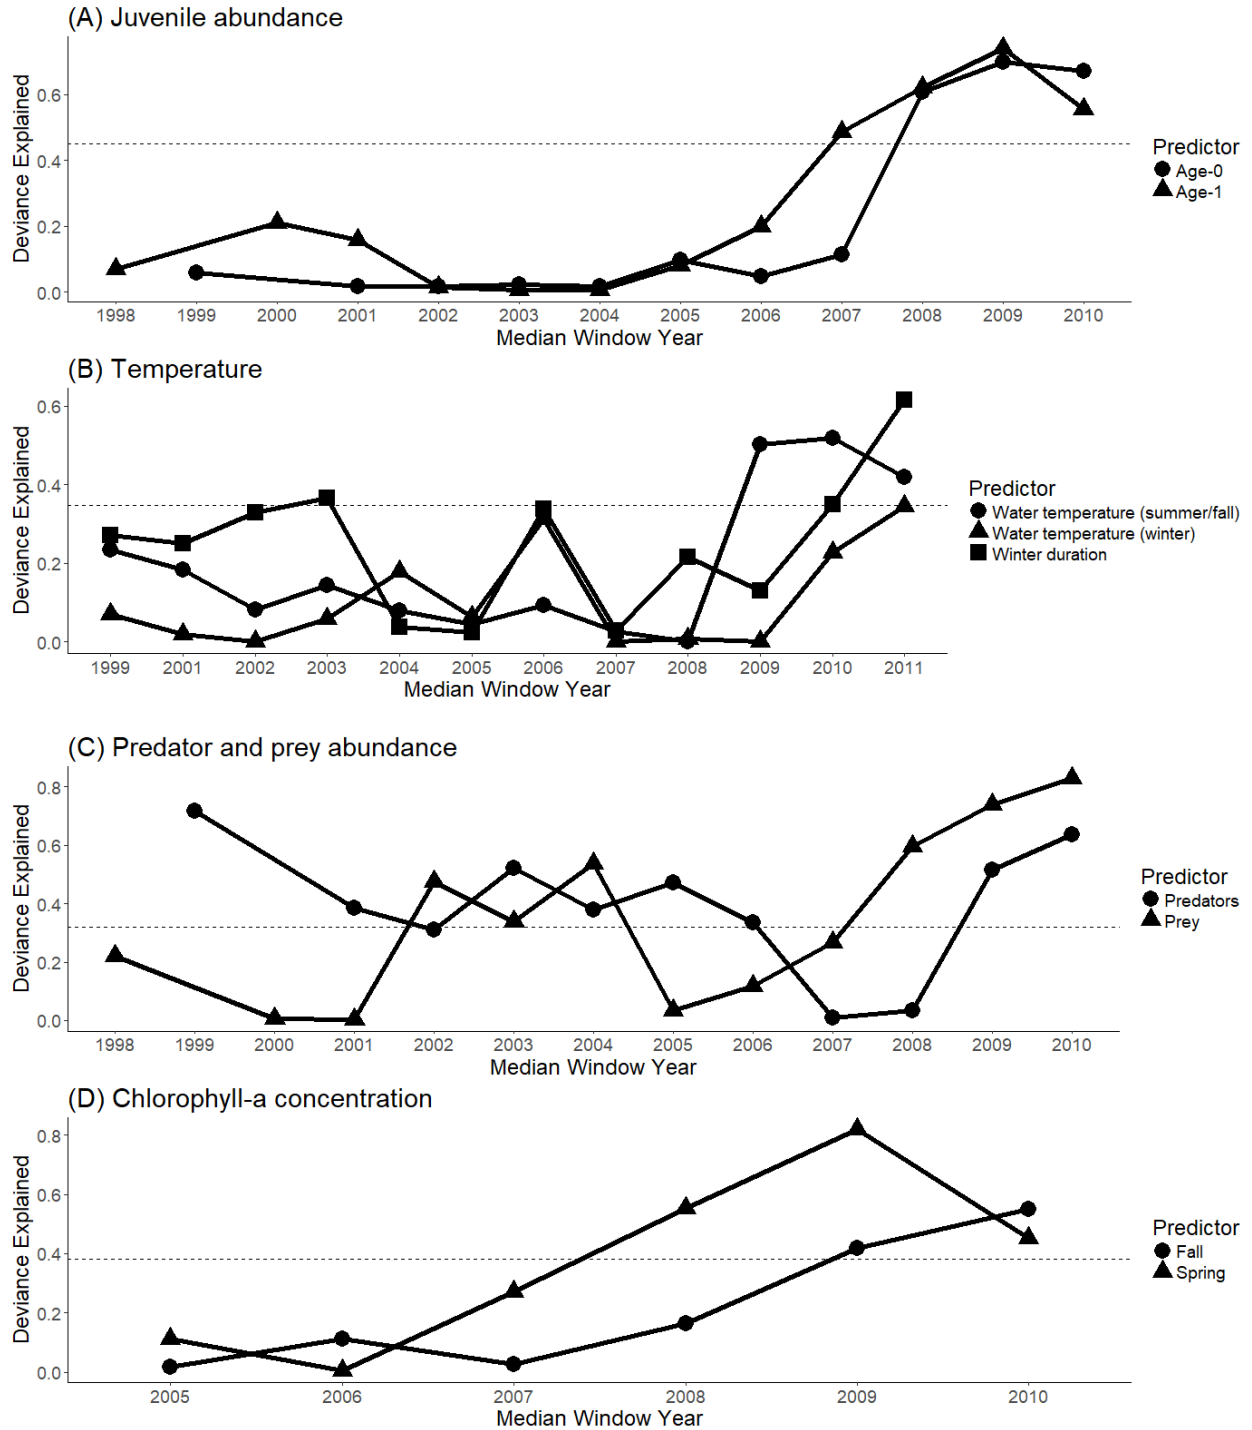 (A) Juvenile abundance
Deviance Explained
0.6
0.4
0.2
0.0
1998 1999 2000 2001 2002 2003 2004 2005 2006 2007 2008 2009 2010
Median Window Year
Predictor
Age-0
Age-1
(B) Temperature
Deviance Explained
0.6
0.4
0.2
0.0
1999 2001 2002 2003 2004 2005 2006 2007 2008 2009 2010 2011
Median Window Year
Predictor
Water temperature (summer/fall)
Water temperature (winter)
Winter duration
(C) Predator and prey abundance
Deviance Explained
0.8
0.6
0.4
0.2
0.0
1998 1999 2000 2001 2002 2003 2004 2005 2006 2007 2008 2009 2010
Median Window Year
Predictor
Predators
Prey
(D) Chlorophyll-a concentration
Deviance Explained
0.8
0.6
0.4
0.2
0.0
2005 2006 2007 2008 2009 2010
Median Window Year
Predictor
Fall
Spring